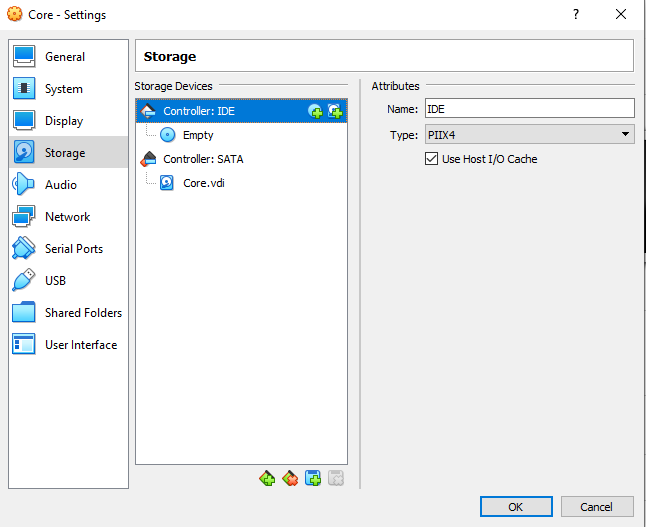 Core - Settings
?
General
System
Display
Storage
Audio
Network
Serial Ports
USB
Shared Folders
User Interface
Storage
Storage Devices
Controller: IDE
Empty
Controller: SATA
Core.vdi
Attributes
Name: IDE
Type: PIIX4
Use Host I/O Cache
OK Cancel